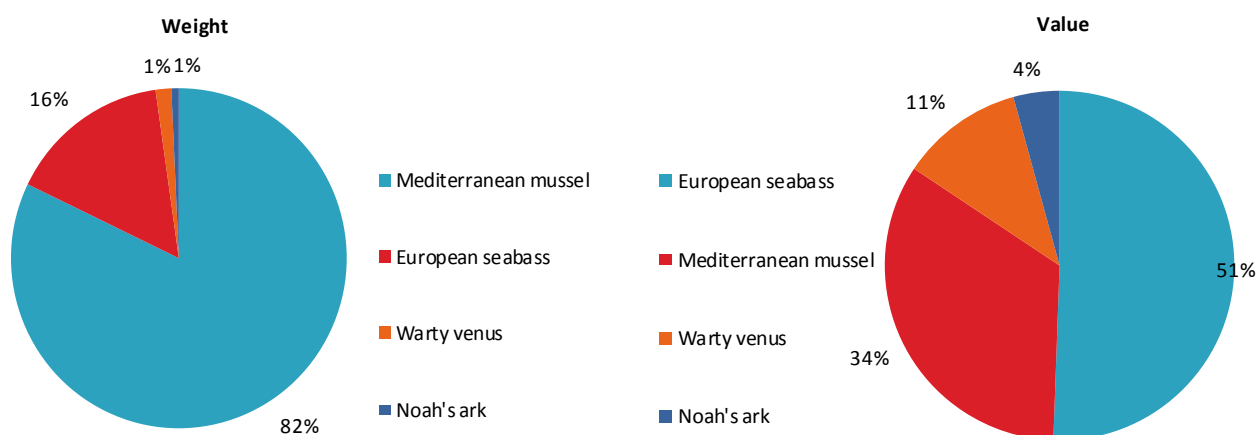 Weight
1% 1%
16%
82%
Mediterranean mussel
European seabass
Warty venus
Noah's ark
Value
4%
11%
51%
34%
European seabass
Mediterranean mussel
Warty venus
Noah's ark